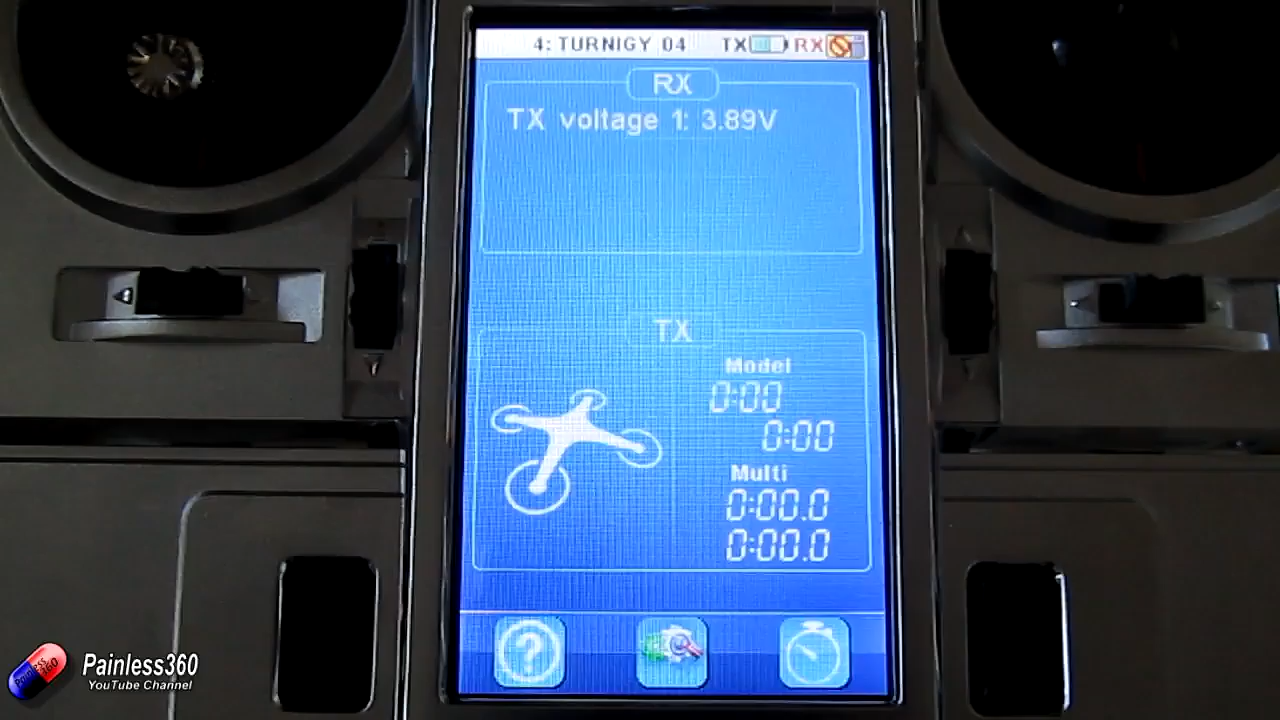 4: TURNIGY 04 TX RX
RX
TX voltage 1: 3.89V
TX
Model
0:00
0:00
Multi
0:00.0
0:00.0
?
Painless360
Painless360
YouTube Channel